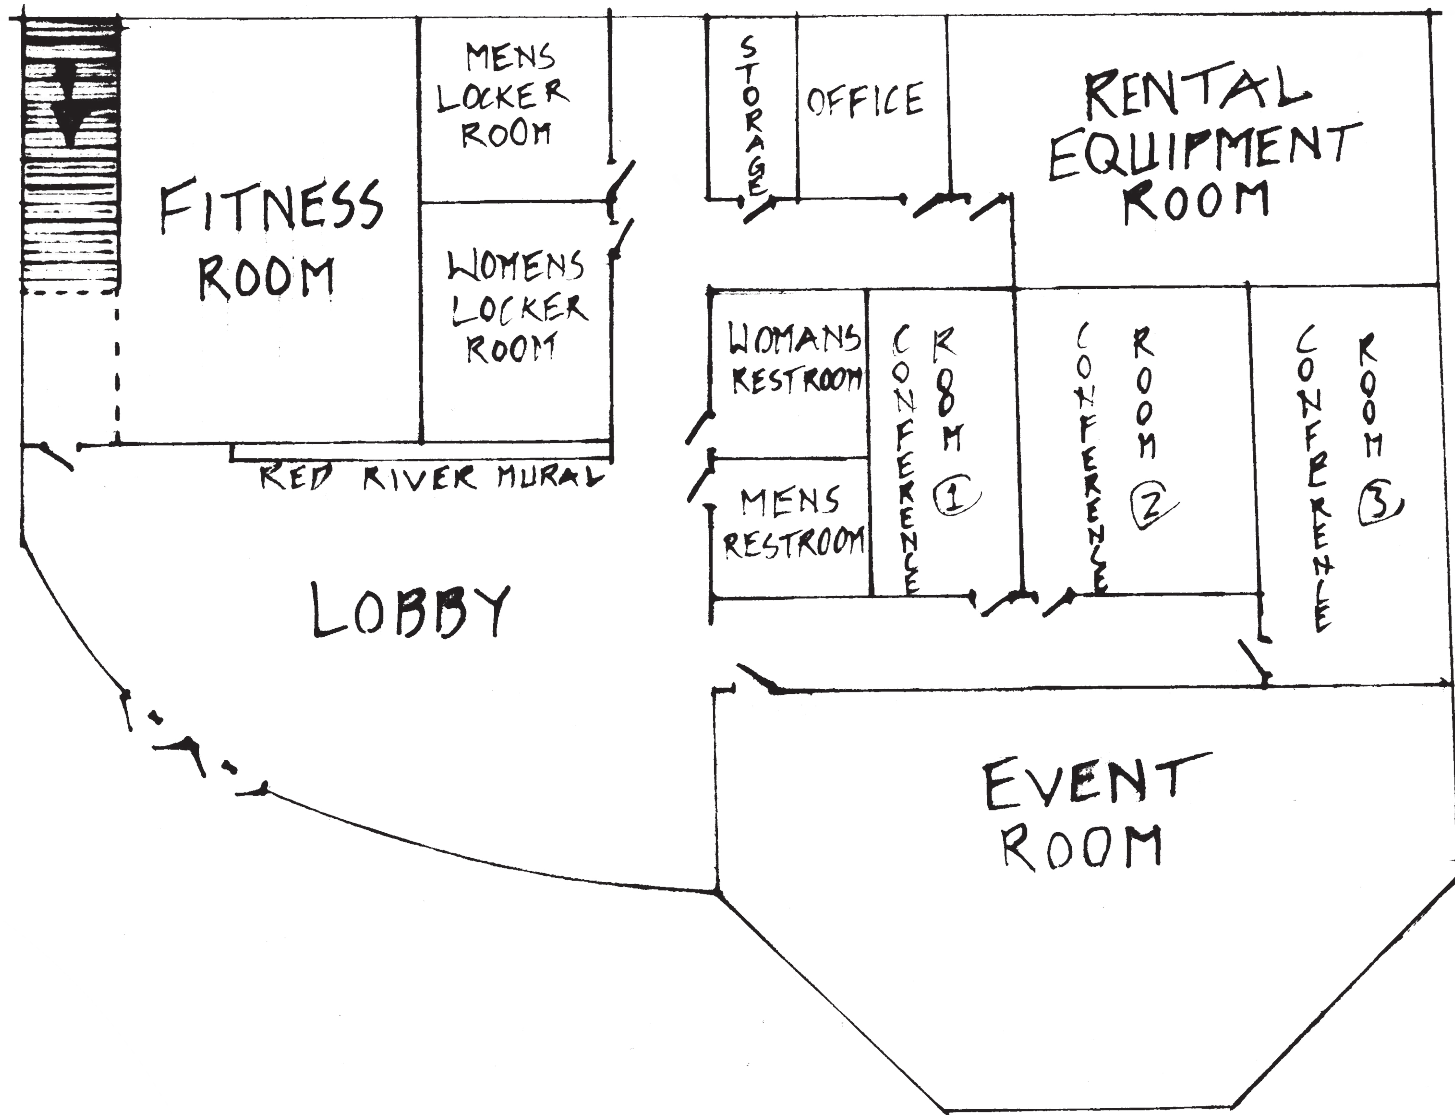 MENS
LOCKER
ROOM
STORAGE
OFFICE
RENTAL
EQUIPMENT
ROOM
FITNESS
ROOM
WOMENS
LOCKER
ROOM
WOMANS
RESTROOM
CONFERENCE
ROOM
1
CONFERENCE
ROOM
2
CONFERENCE
ROOM
3
RED RIVER MURAL
MENS
RESTROOM
LOBBY
EVENT
ROOM